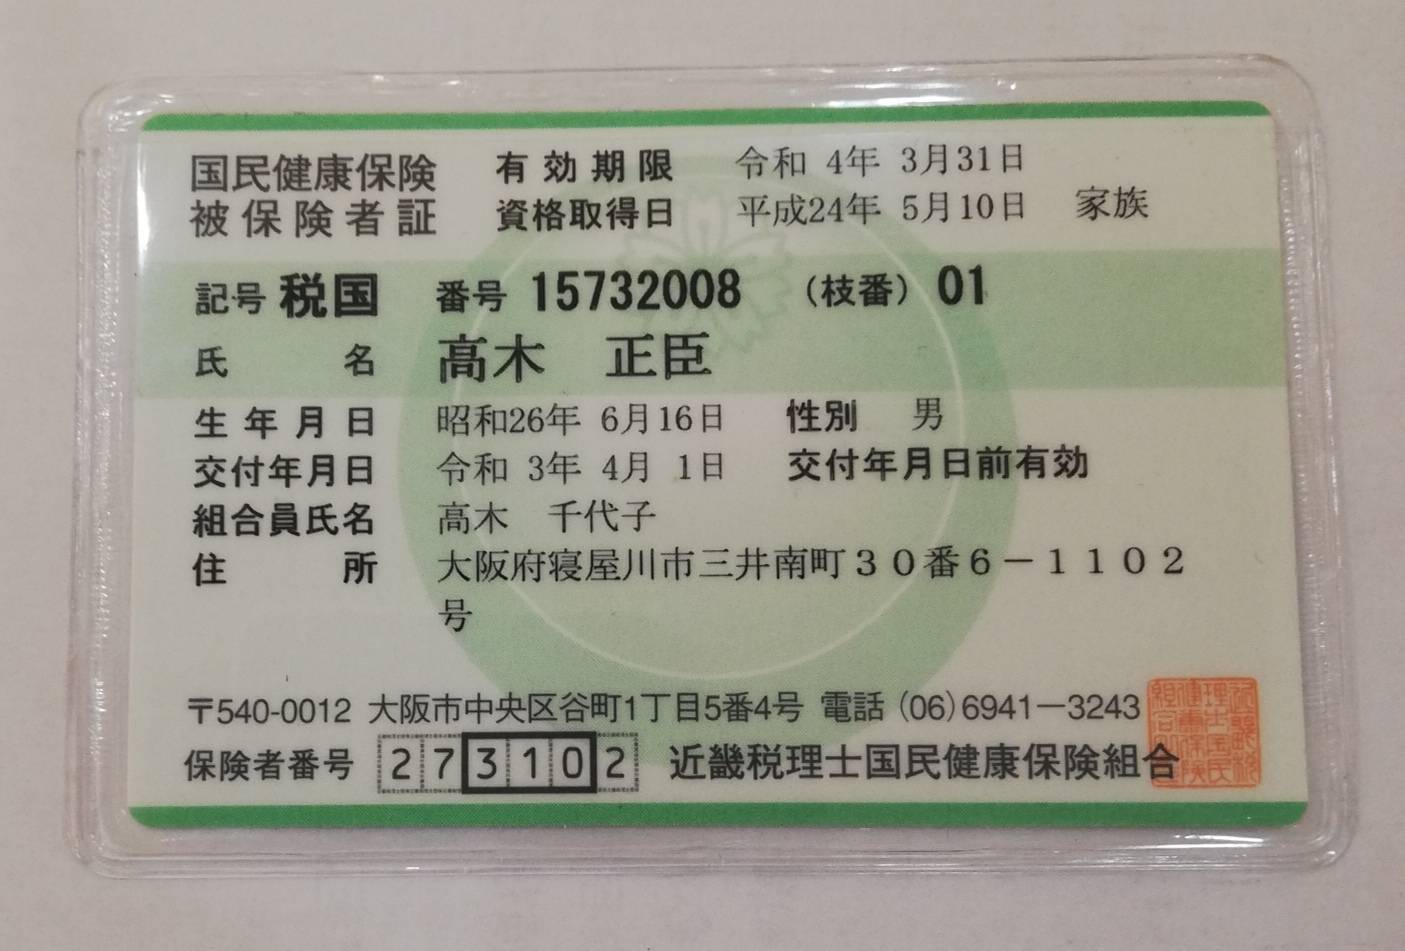 国民健康保険 有効期限 令和 4年 3月31日
被保険者証 資格取得日 平成24年 5月10日 家族
記号 税国 番号 15732008 (枝番) 01
氏名 高木 正臣
生年月日 昭和26年 6月16日 性別 男
交付年月日 令和 3年 4月 1日 交付年月日前有効
組合員氏名 高木 千代子
住所 大阪府寝屋川市三井南町30番6-1102
号
〒540-0012 大阪市中央区谷町1丁目5番4号 電話 (06)6941-3243
保険者番号 273102 近畿税理士国民健康保険組合